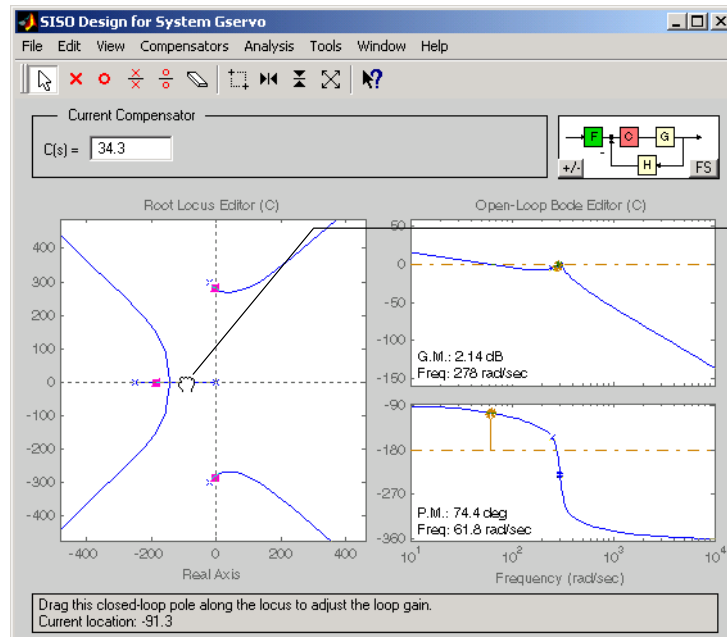 SISO Design for System Gservo
File Edit View Compensators Analysis Tools Window Help
Current Compensator
C(s) = 34.3
F C G
H
+/- FS
Root Locus Editor (C)
400
300
200
100
0
-100
-200
-300
-400
-400 -200 0 200 400
Real Axis
Open-Loop Bode Editor (C)
50
0
-50
-100
-150
G.M.: 2.14 dB
Freq: 278 rad/sec
-90
-180
-270
-360
P.M.: 74.4 deg
Freq: 61.8 rad/sec
10^1 10^2 10^3 10^4
Frequency (rad/sec)
Drag this closed-loop pole along the locus to adjust the loop gain.
Current location: -91.3